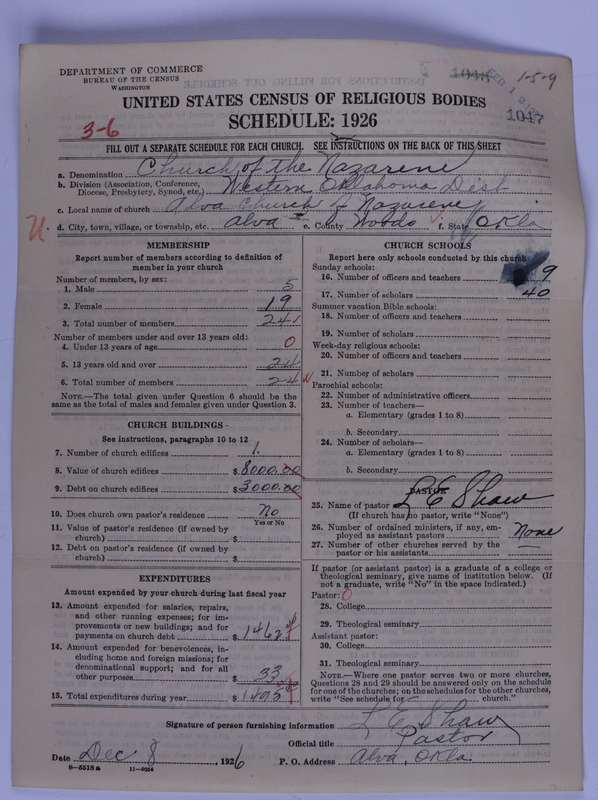 DEPARTMENT OF COMMERCE
BUREAU OF THE CENSUS
WASHINGTON
1046
1-5-9
1047
UNITED STATES CENSUS OF RELIGIOUS BODIES
3-6
SCHEDULE: 1926
FILL OUT A SEPARATE SCHEDULE FOR EACH CHURCH. SEE INSTRUCTIONS ON THE BACK OF THIS SHEET
a. Denomination Church of the Nazarene
b. Division (Association, Conference, Diocese, Presbytery, Synod, etc.) Western Oklahoma Dist
c. Local name of church Alva Church of Nazarene
d. City, town, village, or township, etc. Alva e. County Woods f. State Okla
MEMBERSHIP
Report number of members according to definition of
member in your church
Number of members, by sex:
1. Male 5
2. Female 19
3. Total number of members 24
Number of members under and over 13 years old:
4. Under 13 years of age 0
5. 13 years old and over 24
6. Total number of members 24
NOTE.—The total given under Question 6 should be the
same as the total of males and females given under Question 3.
CHURCH BUILDINGS
See instructions, paragraphs 10 to 12
7. Number of church edifices 1.
8. Value of church edifices $8000.00
9. Debt on church edifices $3000.00
10. Does church own pastor's residence? No
Yes or No
11. Value of pastor's residence (if owned by
church) $
12. Debt on pastor's residence (if owned by
church) $
EXPENDITURES
Amount expended by your church during last fiscal year
13. Amount expended for salaries, repairs,
and other running expenses; for im-
provements or new buildings; and for
payments on church debt $1462
14. Amount expended for benevolences, in-
cluding home and foreign missions; for
denominational support; and for all
other purposes $33
15. Total expenditures during year $1495
CHURCH SCHOOLS
Report here only schools conducted by this church
Sunday schools:
16. Number of officers and teachers 9
17. Number of scholars 40
Summer vacation Bible schools:
18. Number of officers and teachers
19. Number of scholars
Week-day religious schools:
20. Number of officers and teachers
21. Number of scholars
Parochial schools:
22. Number of administrative officers
23. Number of teachers—
a. Elementary (grades 1 to 8)
b. Secondary
24. Number of scholars—
a. Elementary (grades 1 to 8)
b. Secondary
PASTOR
25. Name of pastor L E Shaw
(If church has no pastor, write "None")
26. Number of ordained ministers, if any, em-
ployed as assistant pastors None
27. Number of other churches served by the
pastor or his assistants —
If pastor (or assistant pastor) is a graduate of a college or
theological seminary, give name of institution below. (If
not a graduate, write "No" in the space indicated.)
Pastor: 0
28. College
29. Theological seminary
Assistant pastor:
30. College
31. Theological seminary
NOTE.—Where one pastor serves two or more churches,
Questions 28 and 29 should be answered only on the schedule
for one of the churches; on the schedules for the other churches,
write "See schedule for church."
Signature of person furnishing information L E Shaw
Official title Pastor
Date Dec 8, 1926 P. O. Address Alva, Okla.
8-5518a 11-9054